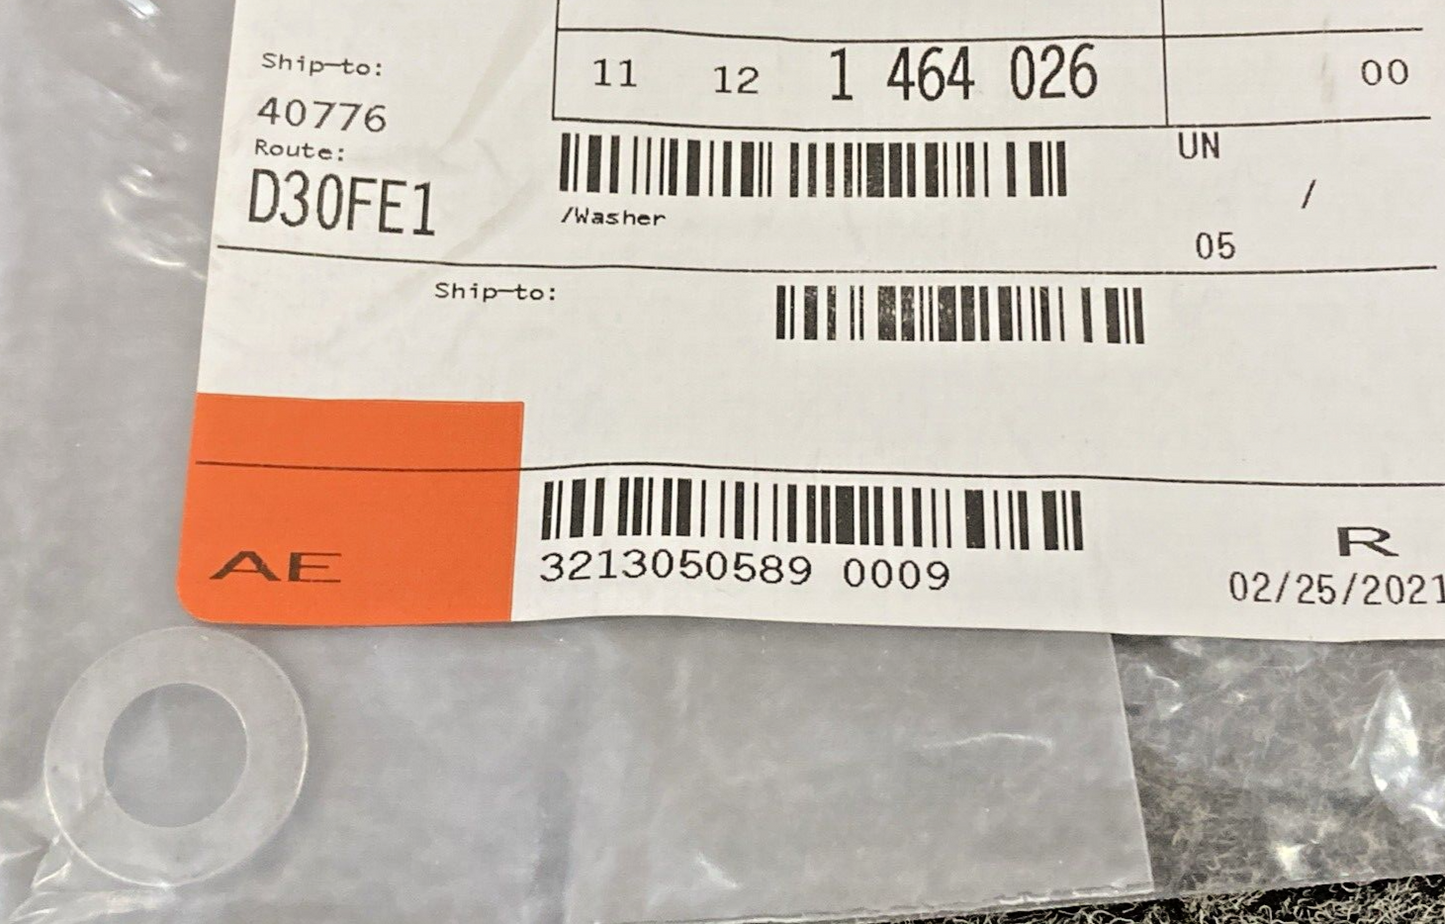 Ship-to:
40776
Route:
D30FE1
11 12 1 464 026 00
UN
/Washer /
05
Ship-to:
AE
3213050589 0009
R
02/25/2021